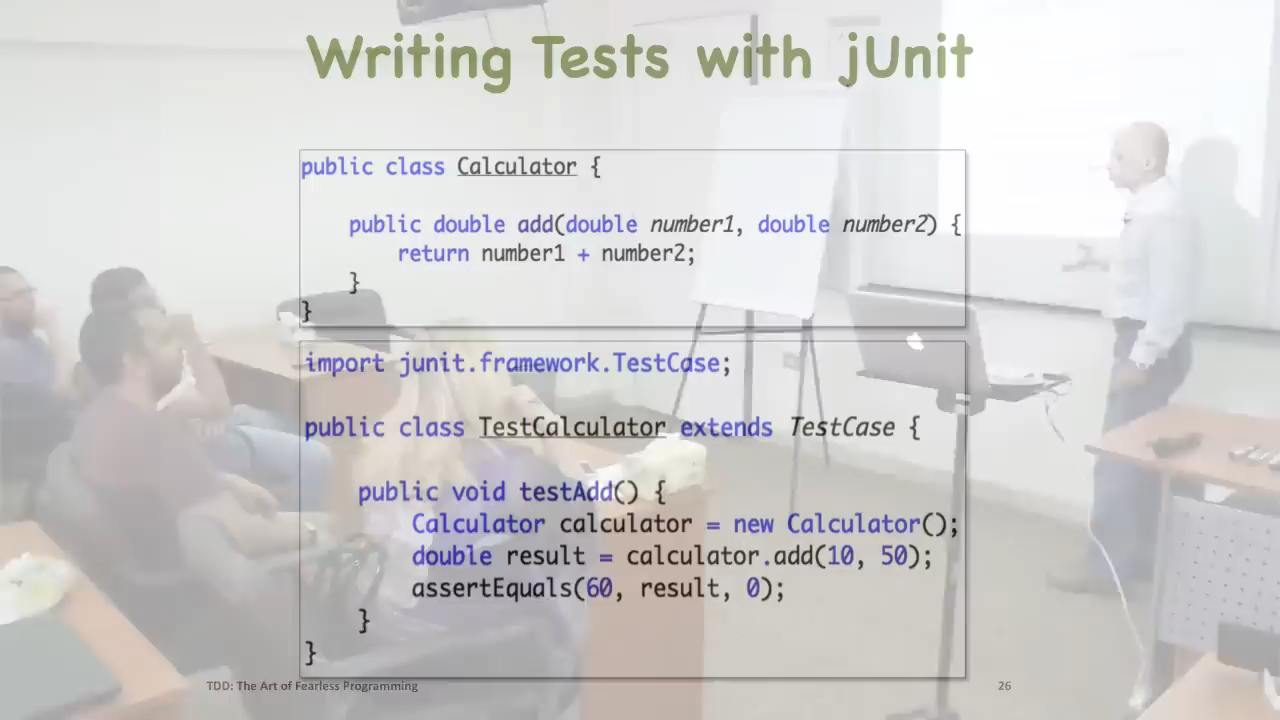 Writing Tests with jUnit
public class Calculator {
public double add(double number1, double number2) {
return number1 + number2;
}
}
import junit.framework.TestCase;
public class TestCalculator extends TestCase {
public void testAdd() {
Calculator calculator = new Calculator();
double result = calculator.add(10, 50);
assertEquals(60, result, 0);
}
}
TDD: The Art of Fearless Programming
26